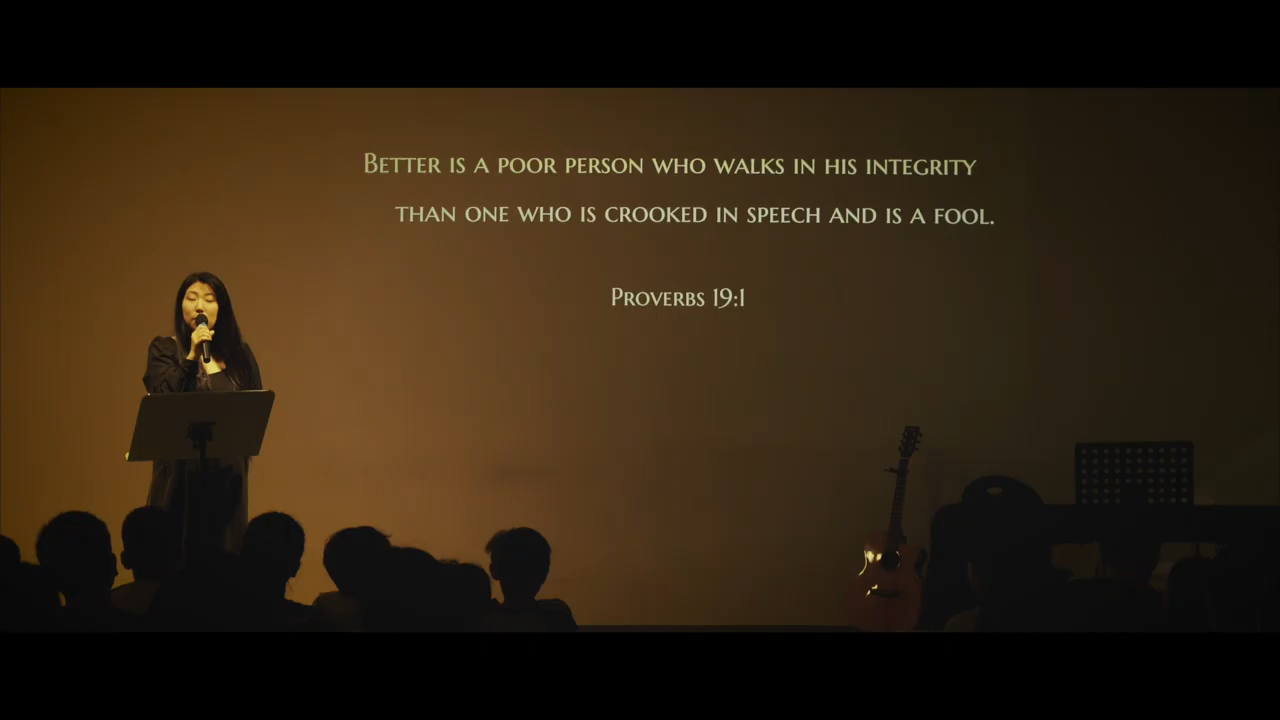 Better is a poor person who walks in his integrity
than one who is crooked in speech and is a fool.
Proverbs 19:1